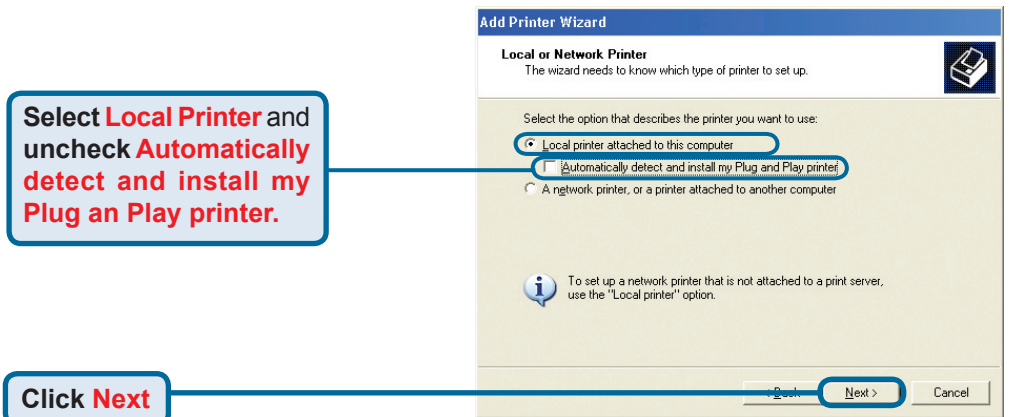 Add Printer Wizard
Local or Network Printer
The wizard needs to know which type of printer to set up.
Select Local Printer and
uncheck Automatically
detect and install my
Plug an Play printer.
Select the option that describes the printer you want to use:
Local printer attached to this computer
Automatically detect and install my Plug and Play printer
A network printer, or a printer attached to another computer
To set up a network printer that is not attached to a print server,
use the "Local printer" option.
Click Next
< Back
Next >
Cancel